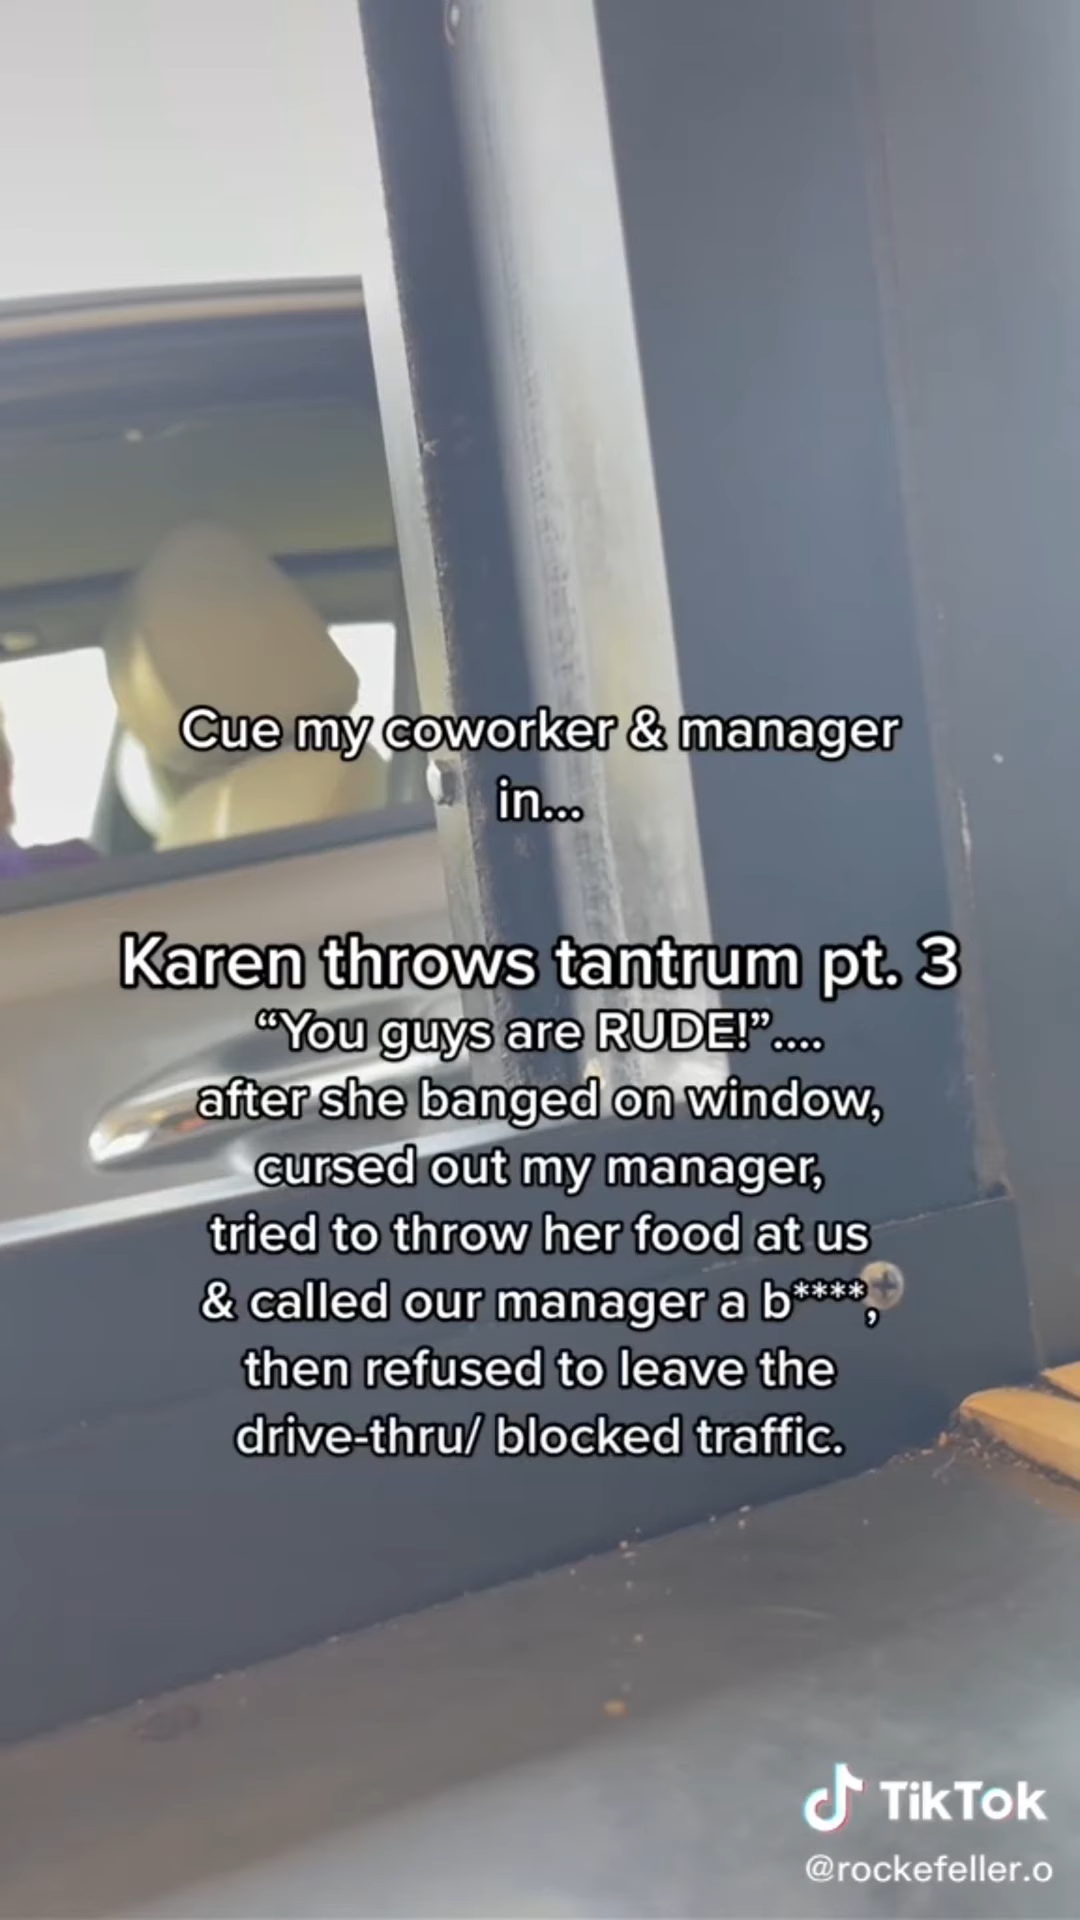 Cue my coworker & manager
in...
Karen throws tantrum pt. 3
“You guys are RUDE!”....
after she banged on window,
cursed out my manager,
tried to throw her food at us
& called our manager a b****,
then refused to leave the
drive-thru/ blocked traffic.
TikTok
@rockefeller.o